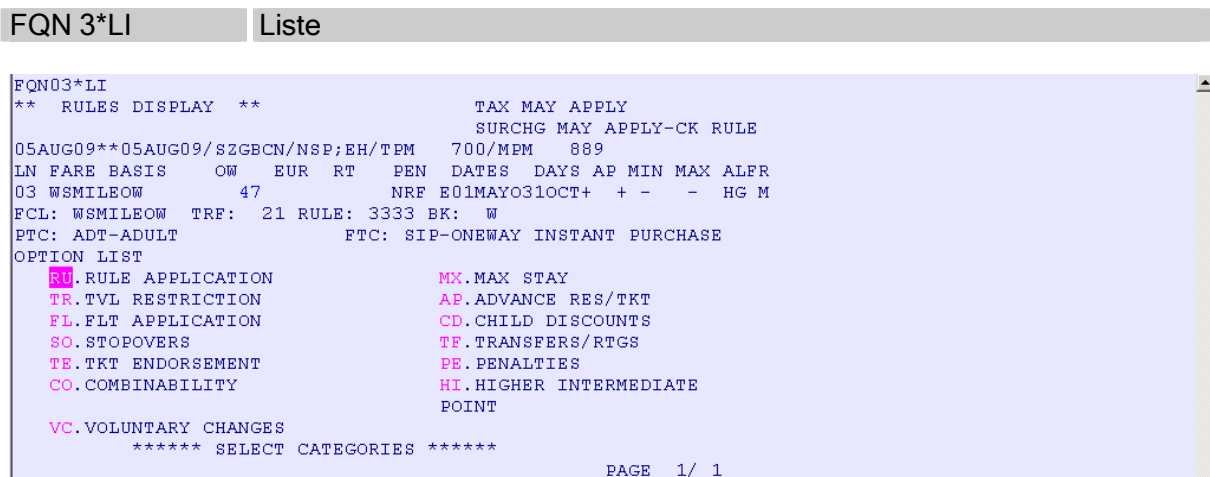 FQN 3*LI Liste
FQN03*LI
** RULES DISPLAY ** TAX MAY APPLY
SURCHG MAY APPLY-CK RULE
05AUG09**05AUG09/SZGBCN/NSP;EH/TPM 700/MPM 889
LN FARE BASIS OW EUR RT PEN DATES DAYS AP MIN MAX ALFR
03 WSMILEOW 47 NRF E01MAYO31OCT+ + - - HG M
FCL: WSMILEOW TRF: 21 RULE: 3333 BK: W
PTC: ADT-ADULT FTC: SIP-ONEWAY INSTANT PURCHASE
OPTION LIST
RU.RULE APPLICATION MX.MAX STAY
TR.TVL RESTRICTION AP.ADVANCE RES/TKT
FL.FLT APPLICATION CD.CHILD DISCOUNTS
SO.STOPOVERS TF.TRANSFERS/RTGS
TE.TKT ENDORSEMENT PE.PENALTIES
CO.COMBINABILITY HI.HIGHER INTERMEDIATE
POINT
VC.VOLUNTARY CHANGES
****** SELECT CATEGORIES ******
PAGE 1/ 1